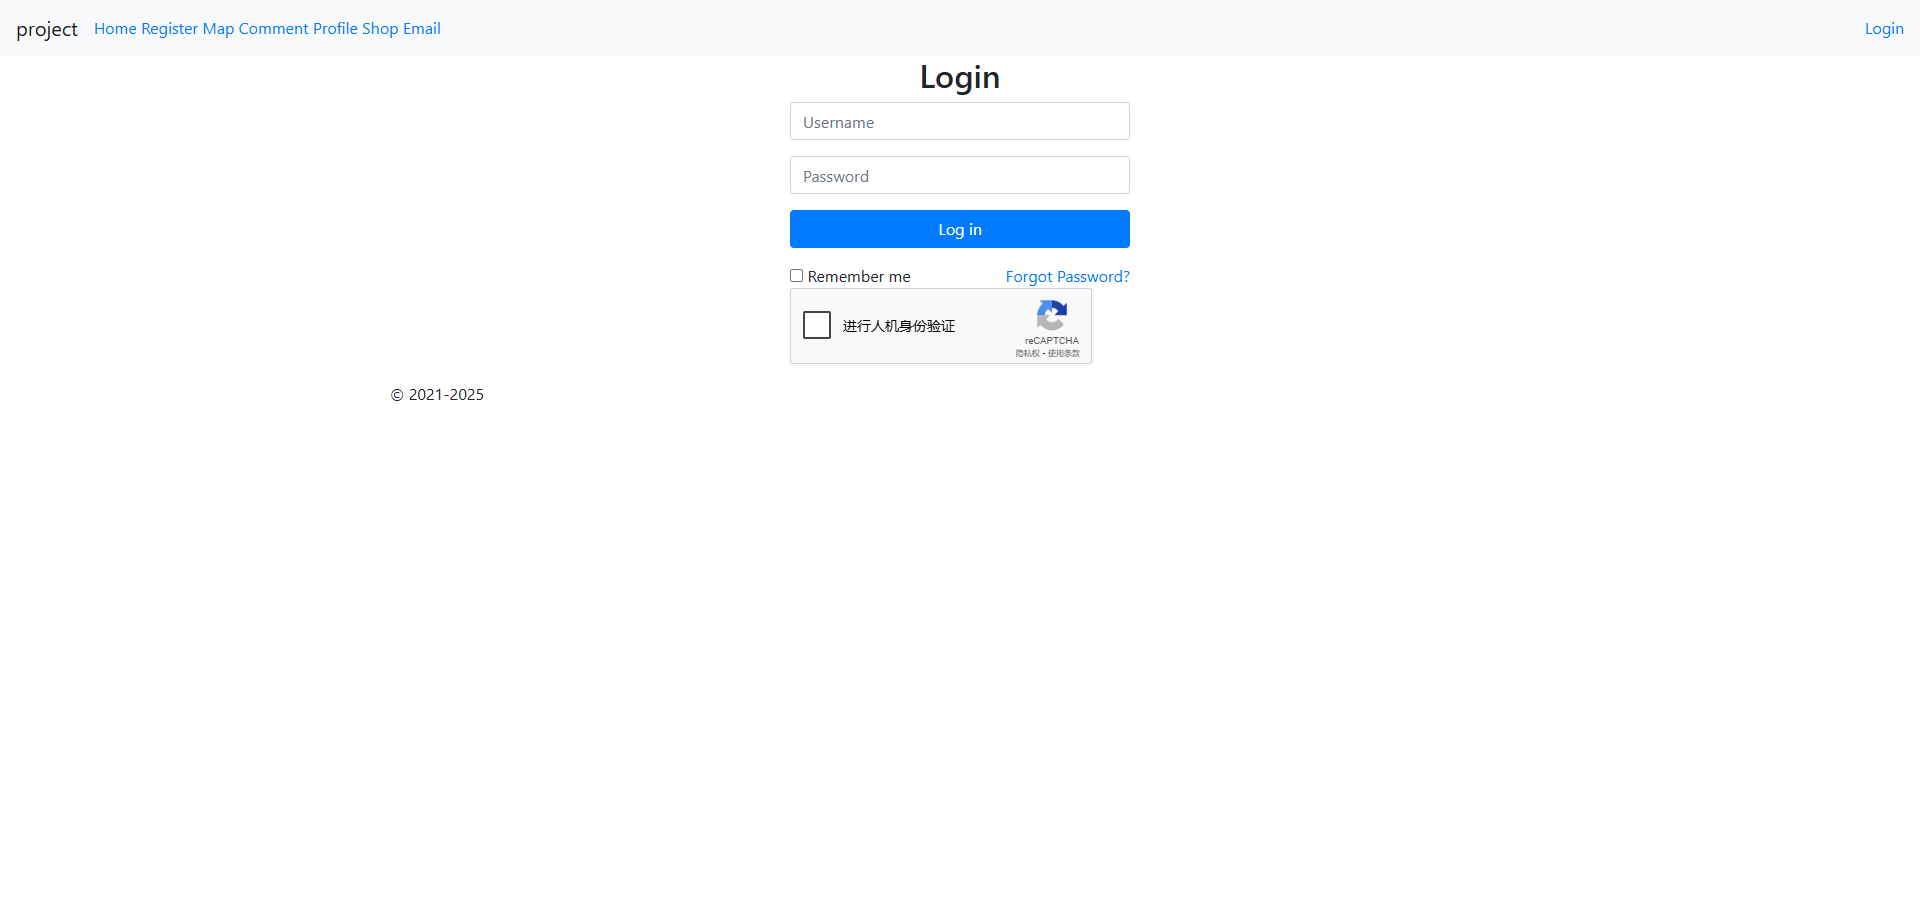 project Home Register Map Comment Profile Shop Email Login
Login
Username
Password
Log in
Remember me Forgot Password?
进行人机身份验证
reCAPTCHA
隐私权 - 使用条款
© 2021-2025